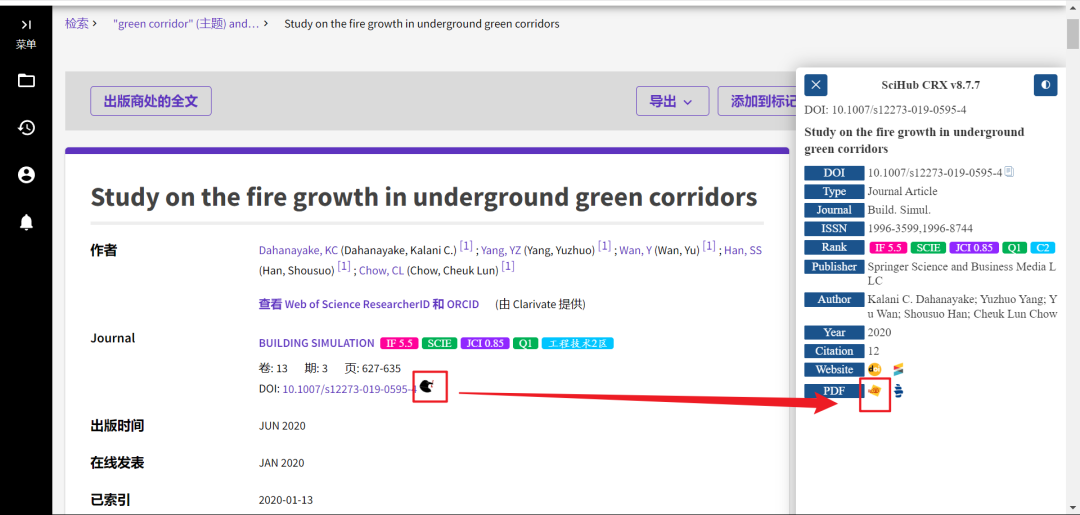 菜单
检索 › "green corridor" (主题) and… › Study on the fire growth in underground green corridors
出版商处的全文
导出
添加到标记
Study on the fire growth in underground green corridors
作者
Dahanayake, KC (Dahanayake, Kalani C.) [1] ; Yang, YZ (Yang, Yuzhuo) [1] ; Wan, Y (Wan, Yu) [1] ; Han, SS
(Han, Shousuo) [1] ; Chow, CL (Chow, Cheuk Lun) [1]
查看 Web of Science ResearcherID 和 ORCID (由 Clarivate 提供)
Journal
BUILDING SIMULATION IF 5.5 SCIE JCI 0.85 Q1 工程技术2区
卷: 13 期: 3 页: 627-635
DOI: 10.1007/s12273-019-0595-4
出版时间
JUN 2020
在线发表
JAN 2020
已索引
2020-01-13
SciHub CRX v8.7.7
DOI: 10.1007/s12273-019-0595-4
Study on the fire growth in underground
green corridors
DOI 10.1007/s12273-019-0595-4
Type Journal Article
Journal Build. Simul.
ISSN 1996-3599,1996-8744
Rank IF 5.5 SCIE JCI 0.85 Q1 C2
Publisher Springer Science and Business Media L
LC
Author Kalani C. Dahanayake; Yuzhuo Yang; Y
u Wan; Shousuo Han; Cheuk Lun Chow
Year 2020
Citation 12
Website
PDF